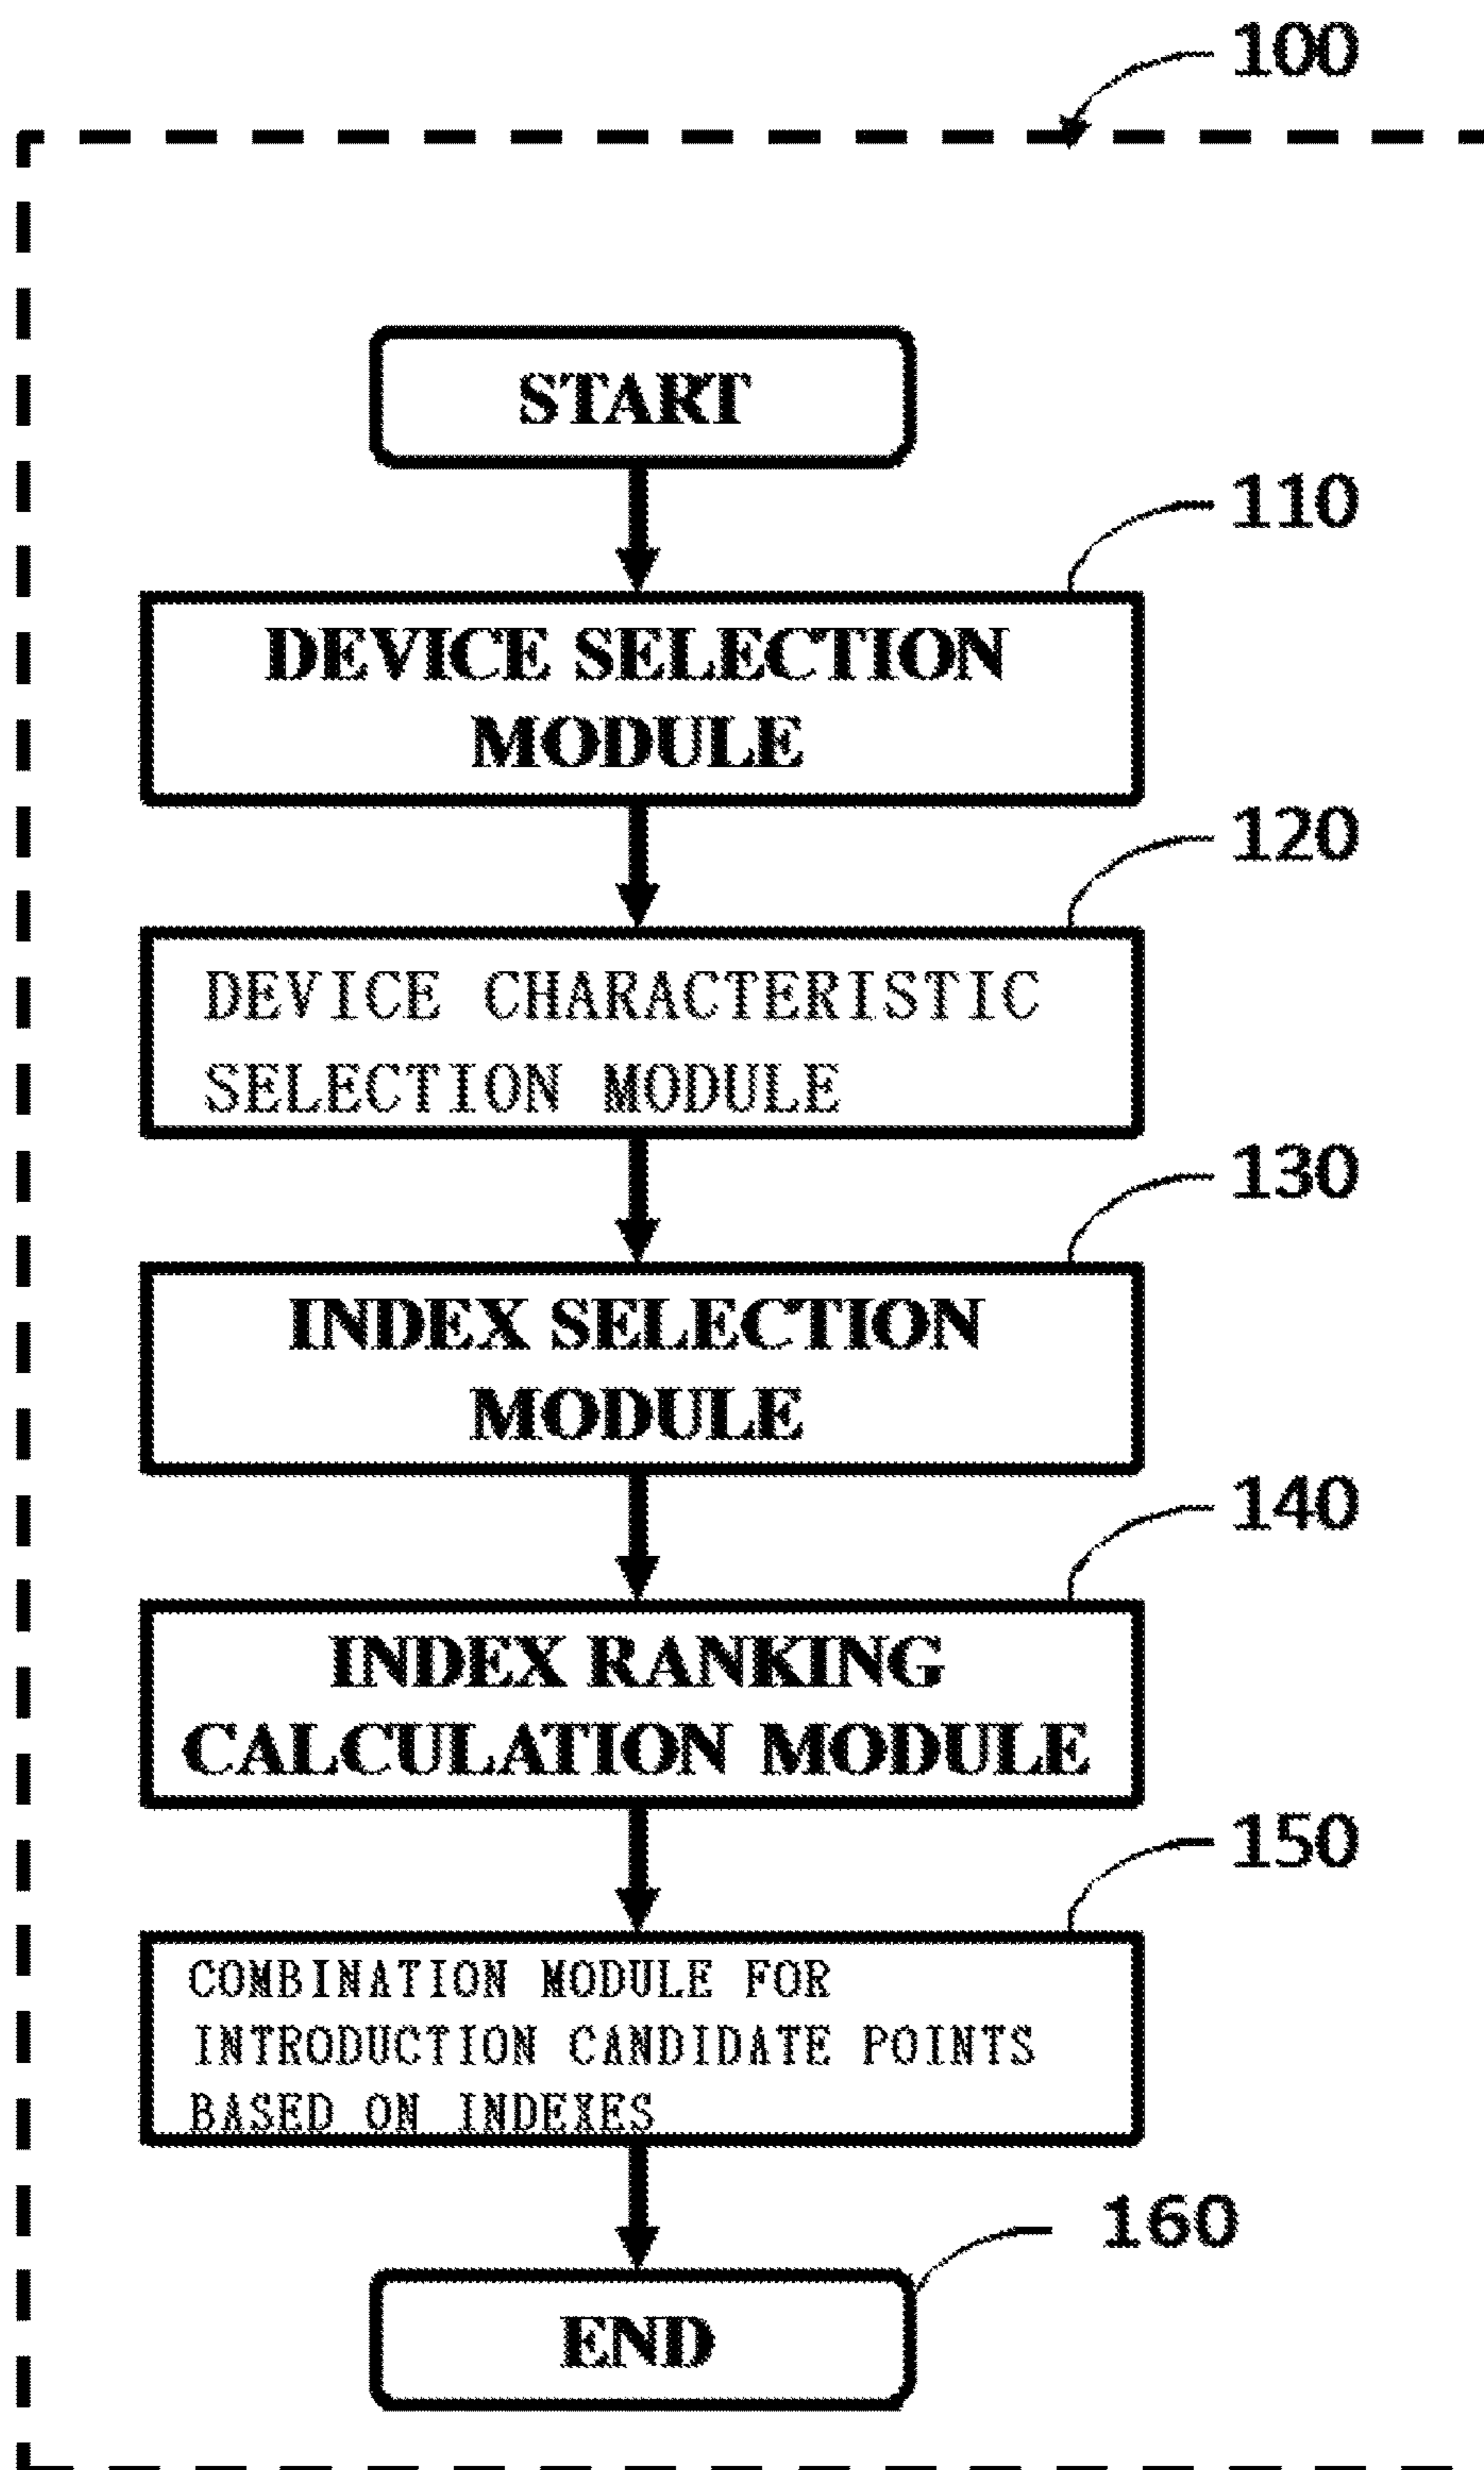 100
START
110
DEVICE SELECTION
MODULE
120
DEVICE CHARACTERISTIC
SELECTION MODULE
130
INDEX SELECTION
MODULE
140
INDEX RANKING
CALCULATION MODULE
150
COMBINATION MODULE FOR
INTRODUCTION CANDIDATE POINTS
BASED ON INDEXES
160
END